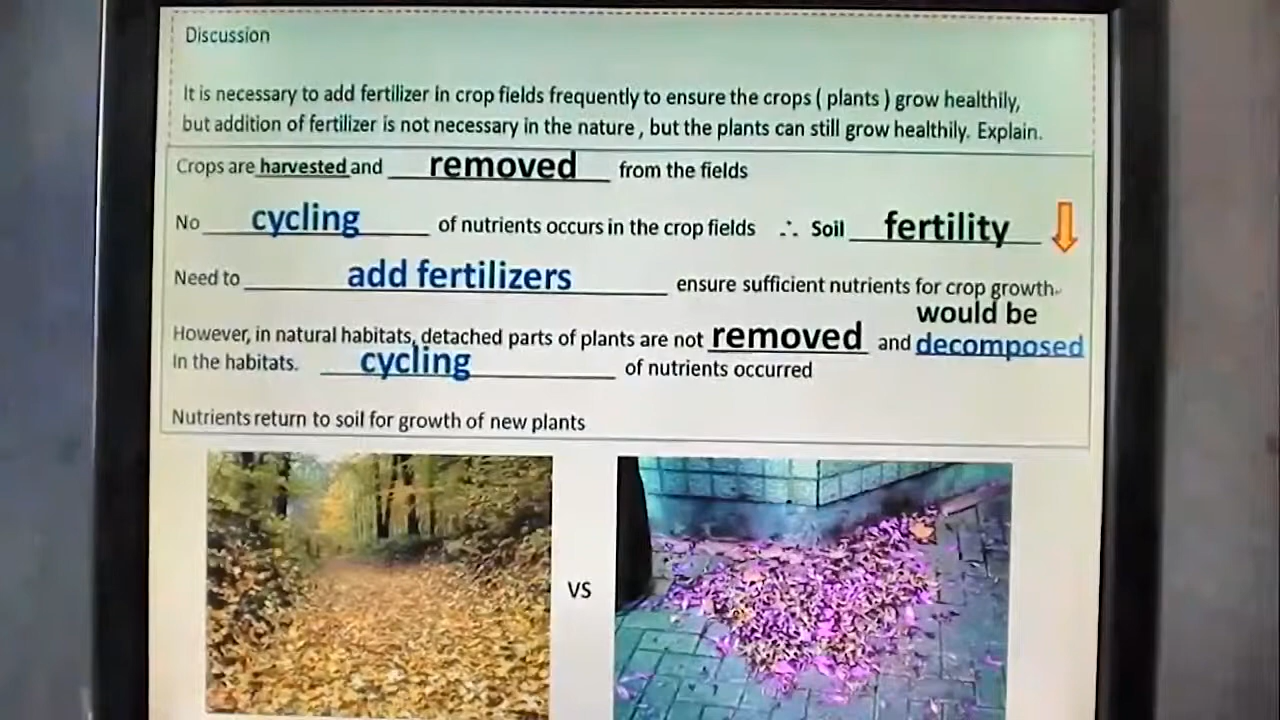 Discussion
It is necessary to add fertilizer in crop fields frequently to ensure the crops ( plants ) grow healthily,
but addition of fertilizer is not necessary in the nature , but the plants can still grow healthily. Explain.
Crops are harvested and removed from the fields
No cycling of nutrients occurs in the crop fields ∴ Soil fertility
Need to add fertilizers ensure sufficient nutrients for crop growth
would be
However, in natural habitats, detached parts of plants are not removed and decomposed
In the habitats. cycling of nutrients occurred
Nutrients return to soil for growth of new plants
VS